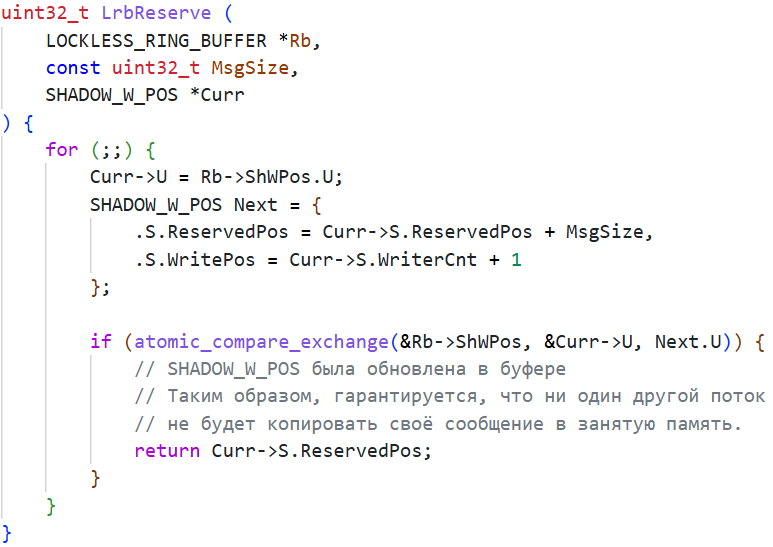 uint32_t LrbReserve (
    LOCKLESS_RING_BUFFER *Rb,
    const uint32_t MsgSize,
    SHADOW_W_POS *Curr
) {
    for (;;) {
        Curr->U = Rb->ShWPos.U;
        SHADOW_W_POS Next = {
            .S.ReservedPos = Curr->S.ReservedPos + MsgSize,
            .S.WritePos = Curr->S.WriterCnt + 1
        };

        if (atomic_compare_exchange(&Rb->ShWPos, &Curr->U, Next.U)) {
            // SHADOW_W_POS была обновлена в буфере
            // Таким образом, гарантируется, что ни один другой поток
            // не будет копировать своё сообщение в занятую память.
            return Curr->S.ReservedPos;
        }
    }
}